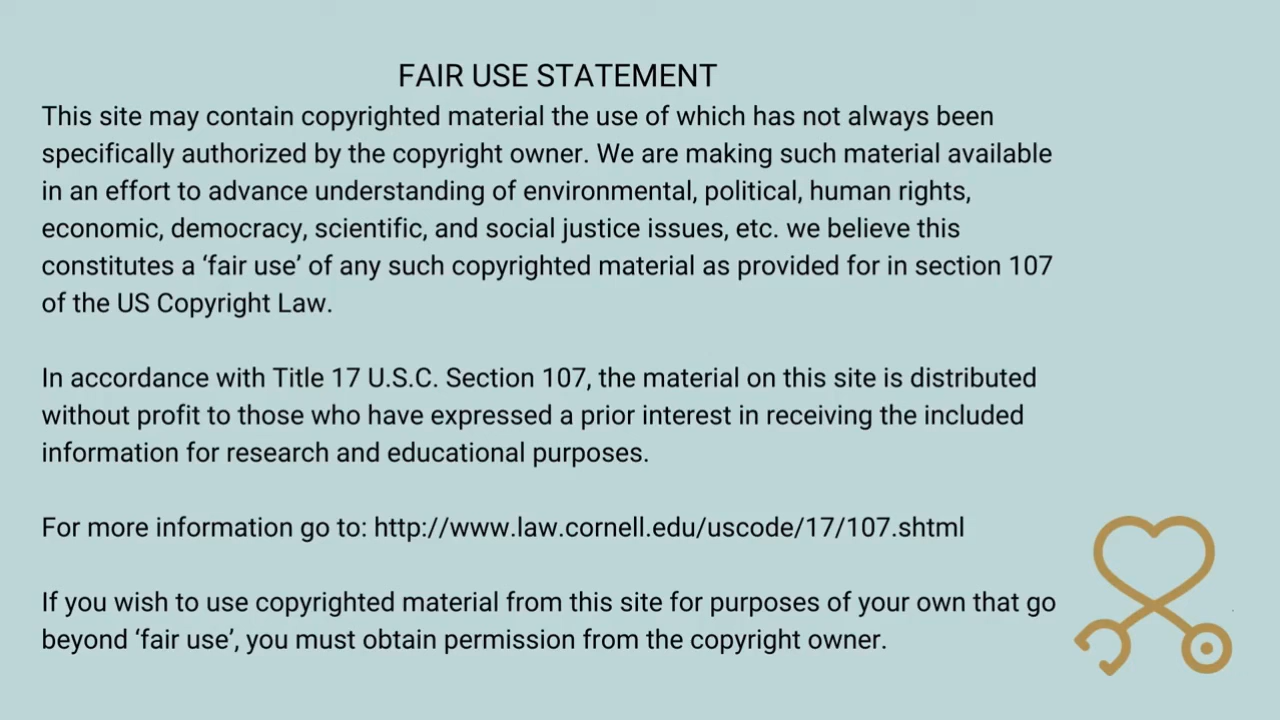 FAIR USE STATEMENT
This site may contain copyrighted material the use of which has not always been
specifically authorized by the copyright owner. We are making such material available
in an effort to advance understanding of environmental, political, human rights,
economic, democracy, scientific, and social justice issues, etc. we believe this
constitutes a ‘fair use’ of any such copyrighted material as provided for in section 107
of the US Copyright Law.
In accordance with Title 17 U.S.C. Section 107, the material on this site is distributed
without profit to those who have expressed a prior interest in receiving the included
information for research and educational purposes.
For more information go to: http://www.law.cornell.edu/uscode/17/107.shtml
If you wish to use copyrighted material from this site for purposes of your own that go
beyond ‘fair use’, you must obtain permission from the copyright owner.